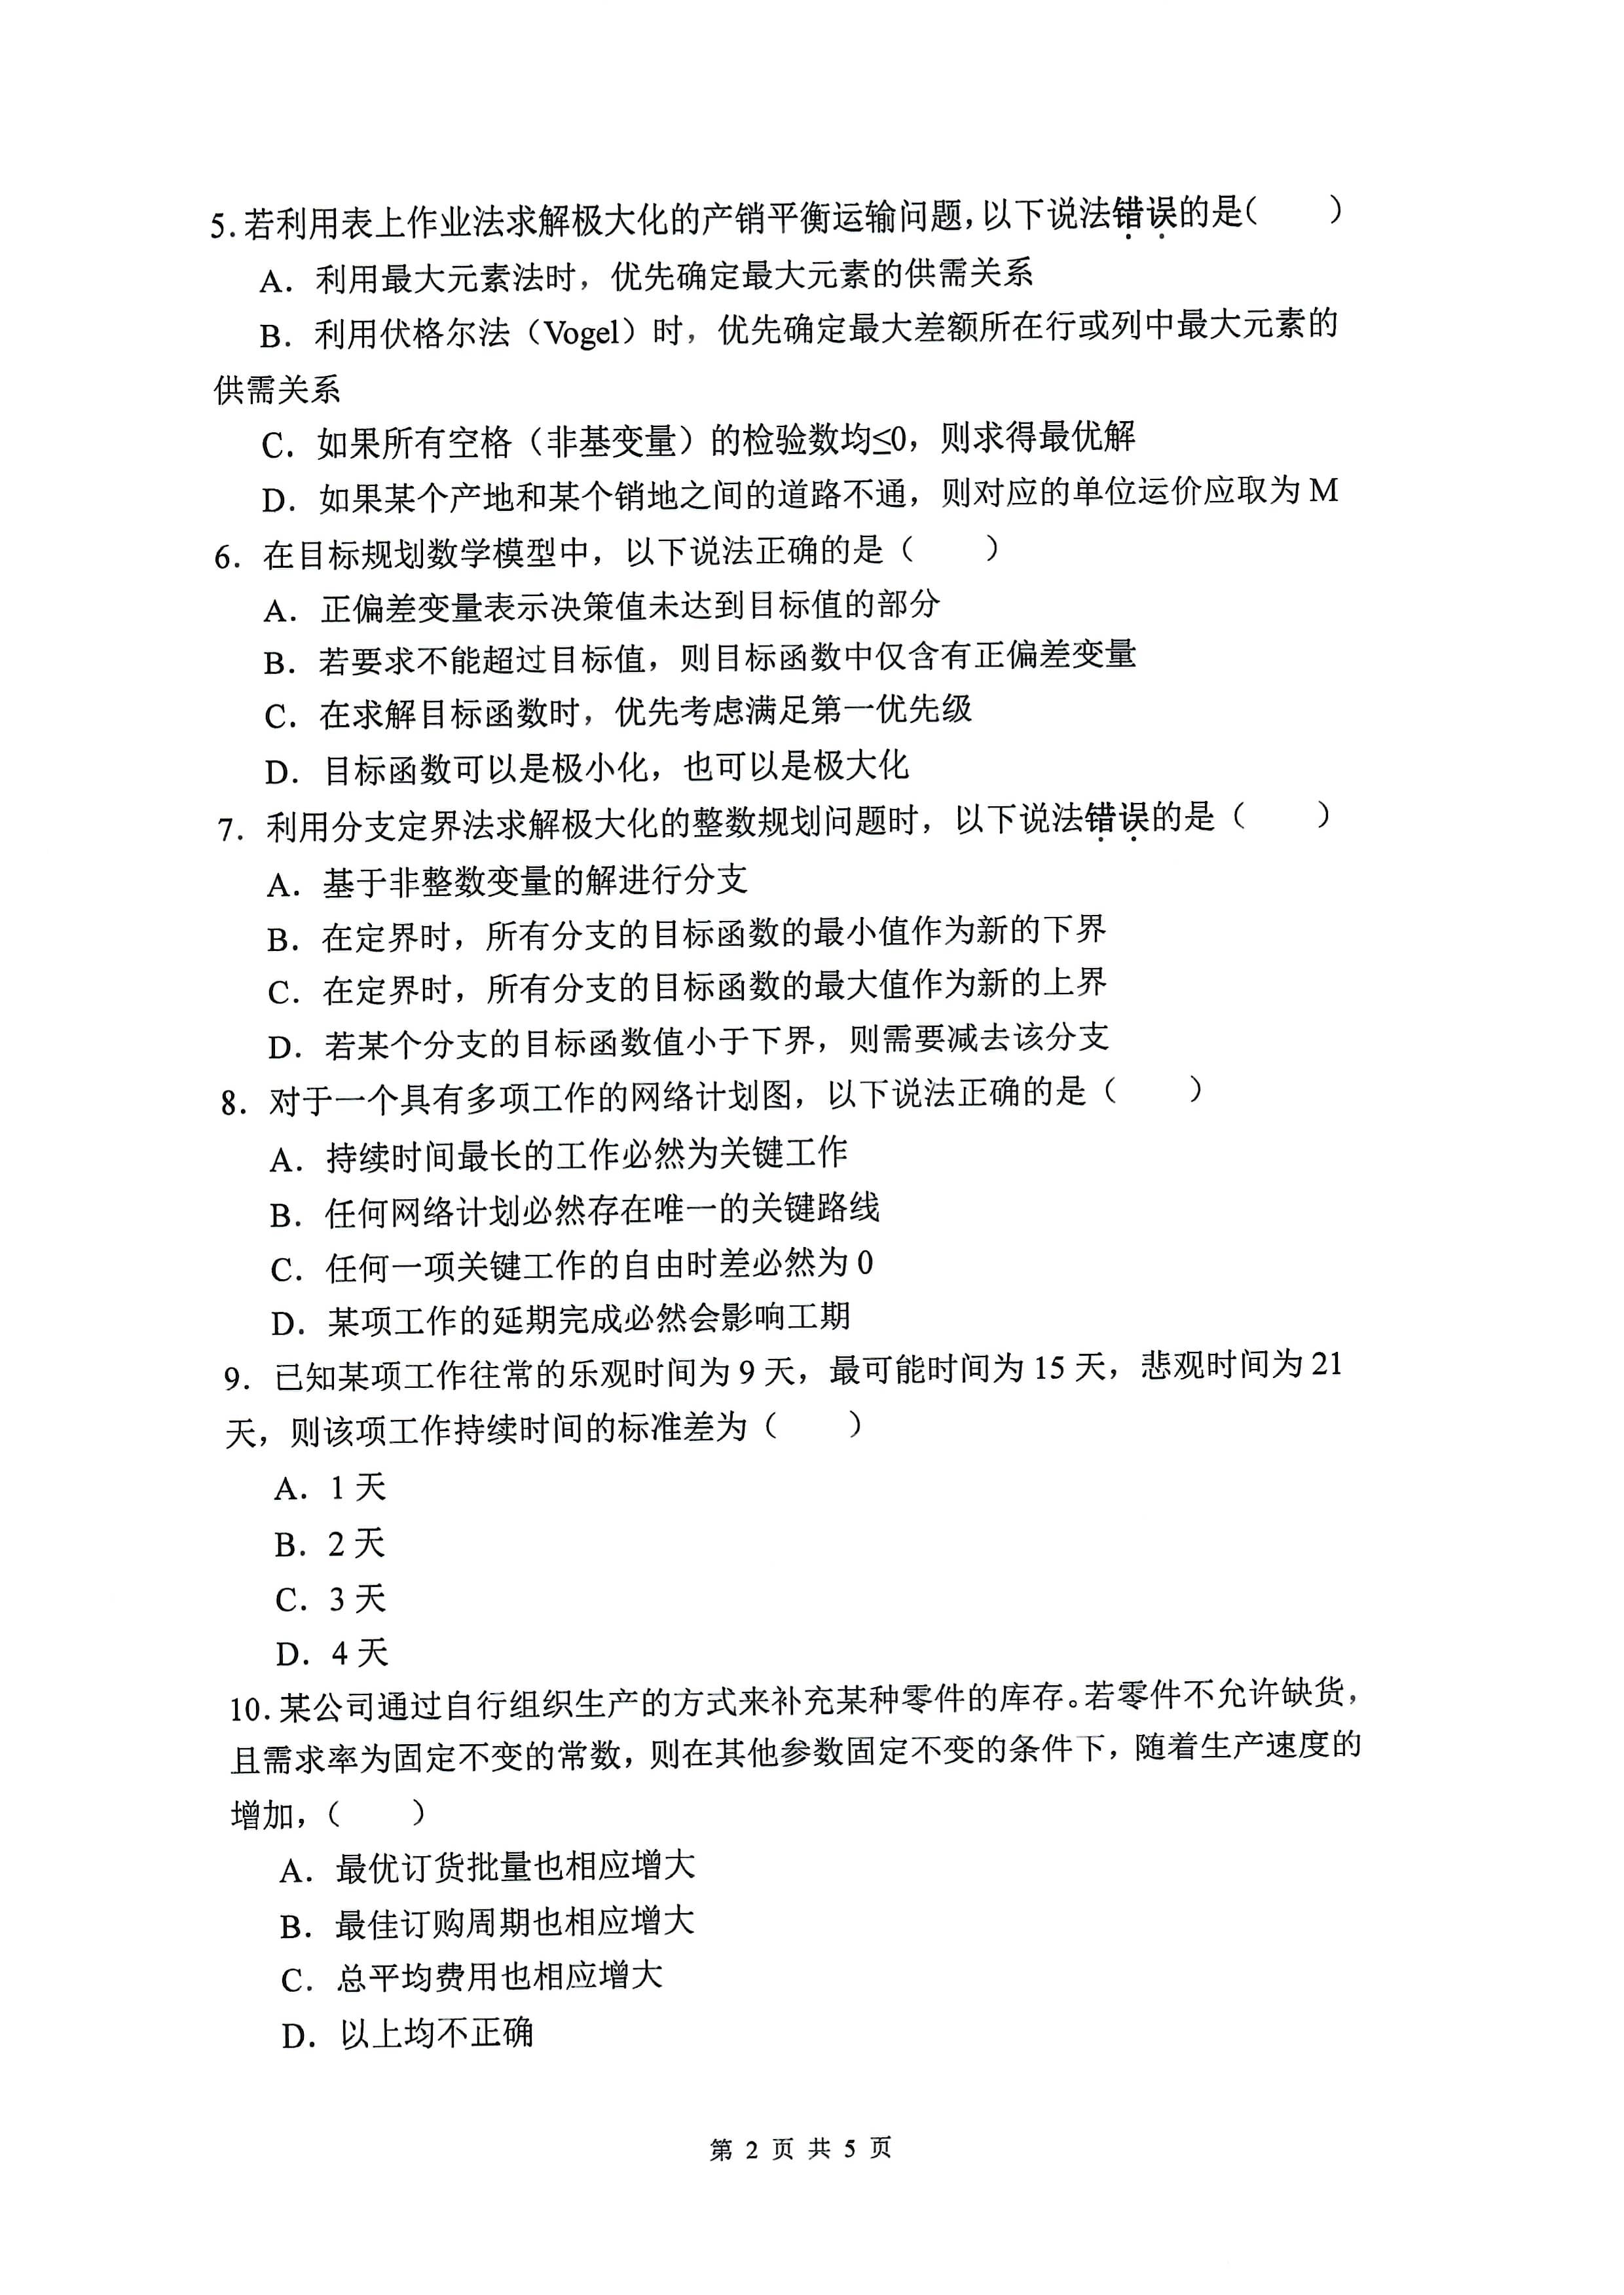 5.若利用表上作业法求解极大化的产销平衡运输问题,以下说法错误的是(　　)
A．利用最大元素法时，优先确定最大元素的供需关系
B．利用伏格尔法（Vogel）时，优先确定最大差额所在行或列中最大元素的
供需关系
C．如果所有空格（非基变量）的检验数均≤0，则求得最优解
D．如果某个产地和某个销地之间的道路不通，则对应的单位运价应取为 M
6．在目标规划数学模型中，以下说法正确的是（　　）
A．正偏差变量表示决策值未达到目标值的部分
B．若要求不能超过目标值，则目标函数中仅含有正偏差变量
C．在求解目标函数时，优先考虑满足第一优先级
D．目标函数可以是极小化，也可以是极大化
7．利用分支定界法求解极大化的整数规划问题时，以下说法错误的是（　　）
A．基于非整数变量的解进行分支
B．在定界时，所有分支的目标函数的最小值作为新的下界
C．在定界时，所有分支的目标函数的最大值作为新的上界
D．若某个分支的目标函数值小于下界，则需要减去该分支
8．对于一个具有多项工作的网络计划图，以下说法正确的是（　　）
A．持续时间最长的工作必然为关键工作
B．任何网络计划必然存在唯一的关键路线
C．任何一项关键工作的自由时差必然为 0
D．某项工作的延期完成必然会影响工期
9．已知某项工作往常的乐观时间为 9 天，最可能时间为 15 天，悲观时间为 21
天，则该项工作持续时间的标准差为（　　）
A．1 天
B．2 天
C．3 天
D．4 天
10.某公司通过自行组织生产的方式来补充某种零件的库存。若零件不允许缺货，
且需求率为固定不变的常数，则在其他参数固定不变的条件下，随着生产速度的
增加，（　　）
A．最优订货批量也相应增大
B．最佳订购周期也相应增大
C．总平均费用也相应增大
D．以上均不正确
第 2 页 共 5 页